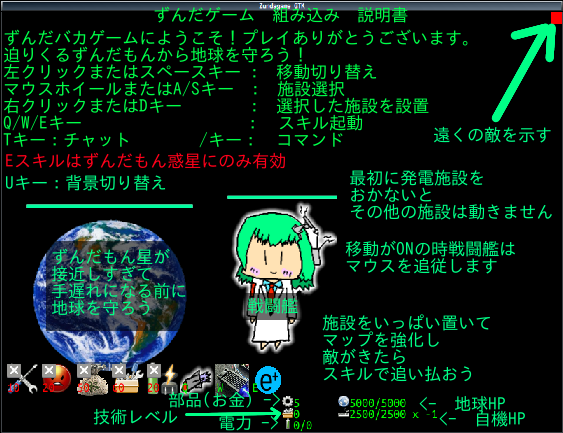 Zundagame GTK
ずんだゲーム　組み込み　説明書
ずんだバカゲームにようこそ！プレイありがとうございます。
迫りくるずんだもんから地球を守ろう！
左クリックまたはスペースキー：　移動切り替え
マウスホイールまたはA/Sキー　：　施設選択
右クリックまたはDキー　　　　：　選択した施設を設置
Q/W/Eキー　　　　　　　　　　：　スキル起動
Tキー：チャット　　　　/キー：　コマンド
遠くの敵を示す
Eスキルはずんだもん惑星にのみ有効
Uキー：背景切り替え
最初に発電施設を
おかないと
その他の施設は動きません
移動がONの時戦闘艦は
マウスを追従します
ずんだもん星が
接近しすぎて
手遅れになる前に
地球を守ろう
戦闘艦
施設をいっぱい置いて
マップを強化し
敵がきたら
スキルで追い払おう
部品(お金) ->
5
5000/5000
<-　地球HP
技術レベル
0
2500/2500 x -1
<-　自機HP
電力 ->
0/0